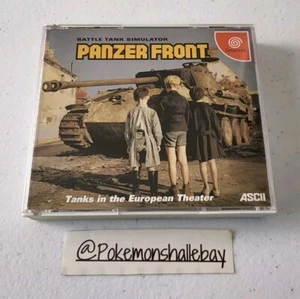 BATTLE TANK SIMULATOR
PANZER FRONT
Tanks in the European Theater
ASCII
@Pokemonshallebay